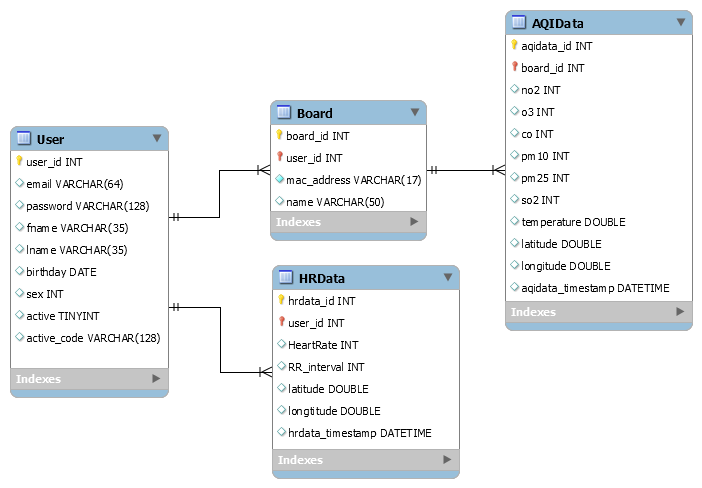 User
user_id INT
email VARCHAR(64)
password VARCHAR(128)
fname VARCHAR(35)
lname VARCHAR(35)
birthday DATE
sex INT
active TINYINT
active_code VARCHAR(128)
Indexes
Board
board_id INT
user_id INT
mac_address VARCHAR(17)
name VARCHAR(50)
Indexes
HRData
hrdata_id INT
user_id INT
HeartRate INT
RR_interval INT
latitude DOUBLE
longtitude DOUBLE
hrdata_timestamp DATETIME
Indexes
AQIData
aqidata_id INT
board_id INT
no2 INT
o3 INT
co INT
pm10 INT
pm25 INT
so2 INT
temperature DOUBLE
latitude DOUBLE
longitude DOUBLE
aqidata_timestamp DATETIME
Indexes